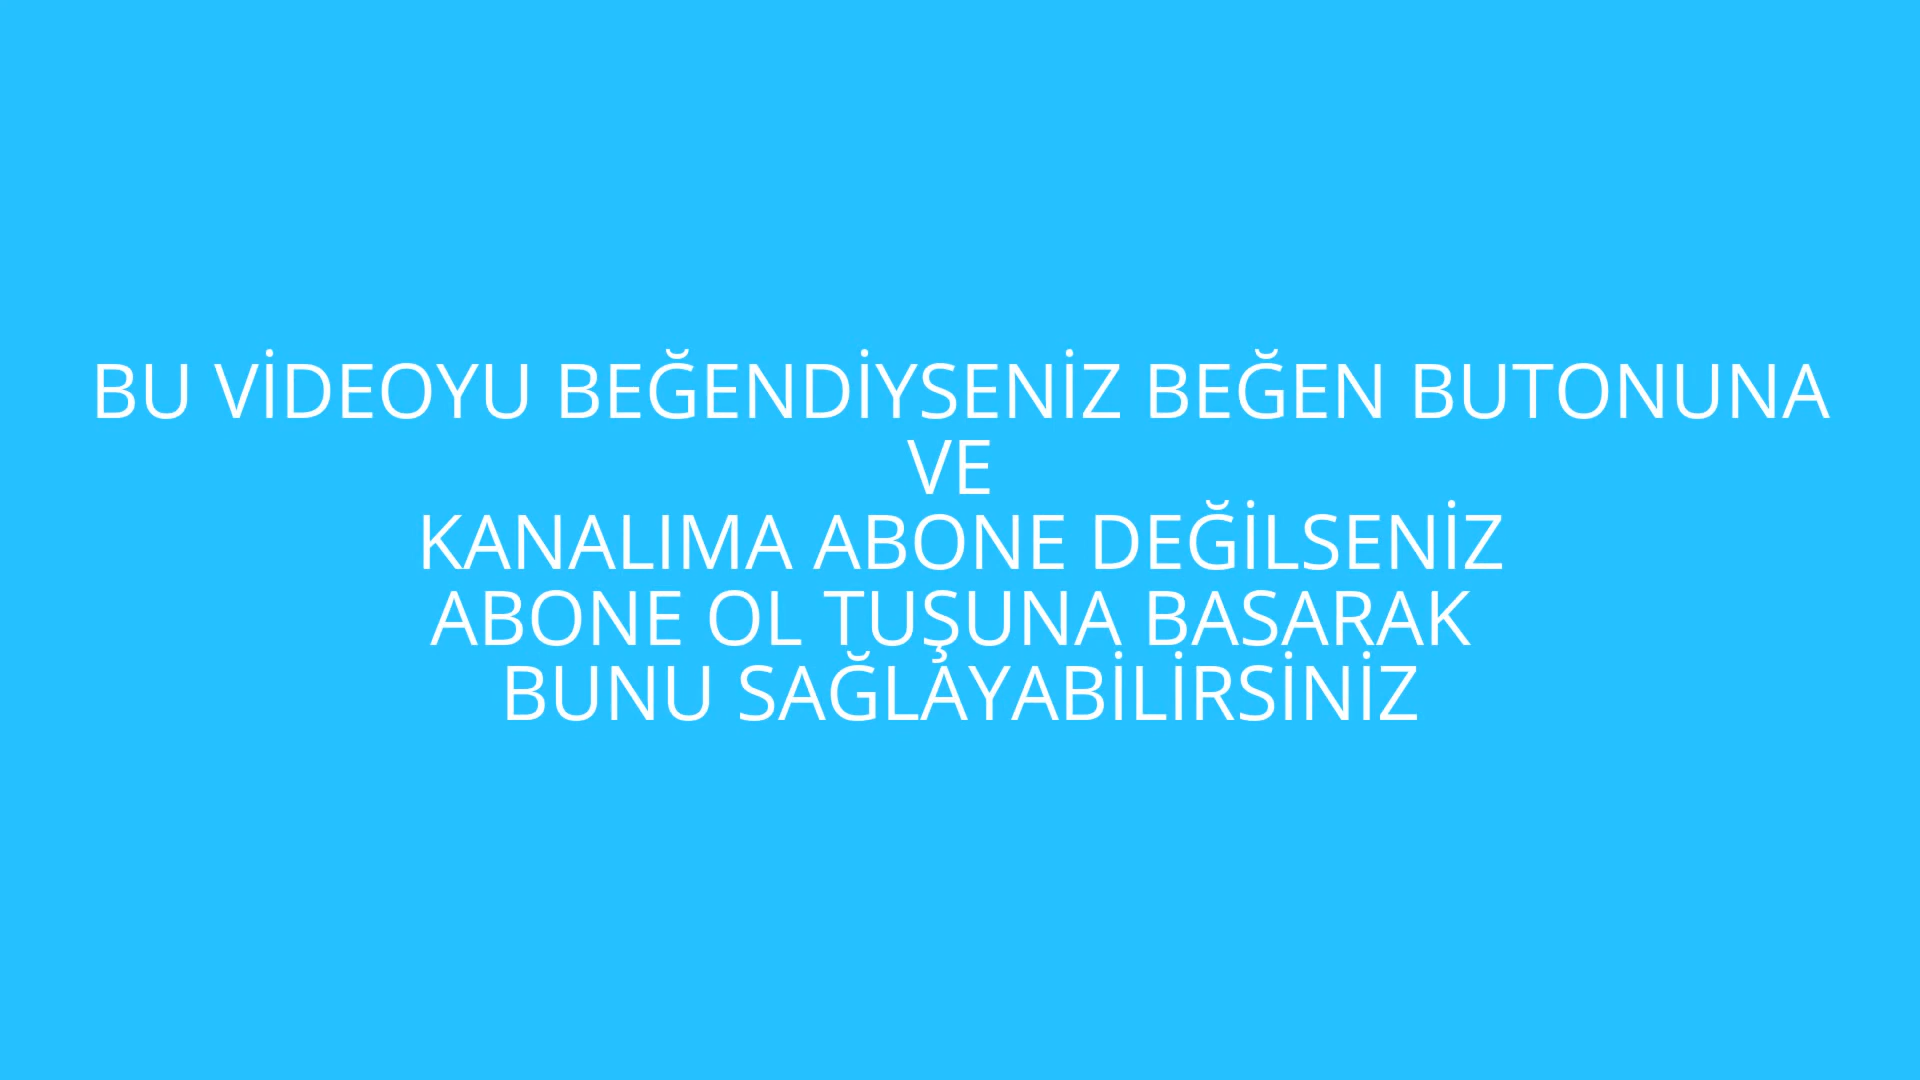 BU VİDEOYU BEĞENDİYSENİZ BEĞEN BUTONUNA
VE
KANALIMA ABONE DEĞİLSENİZ
ABONE OL TUŞUNA BASARAK
BUNU SAĞLAYABİLİRSİNİZ